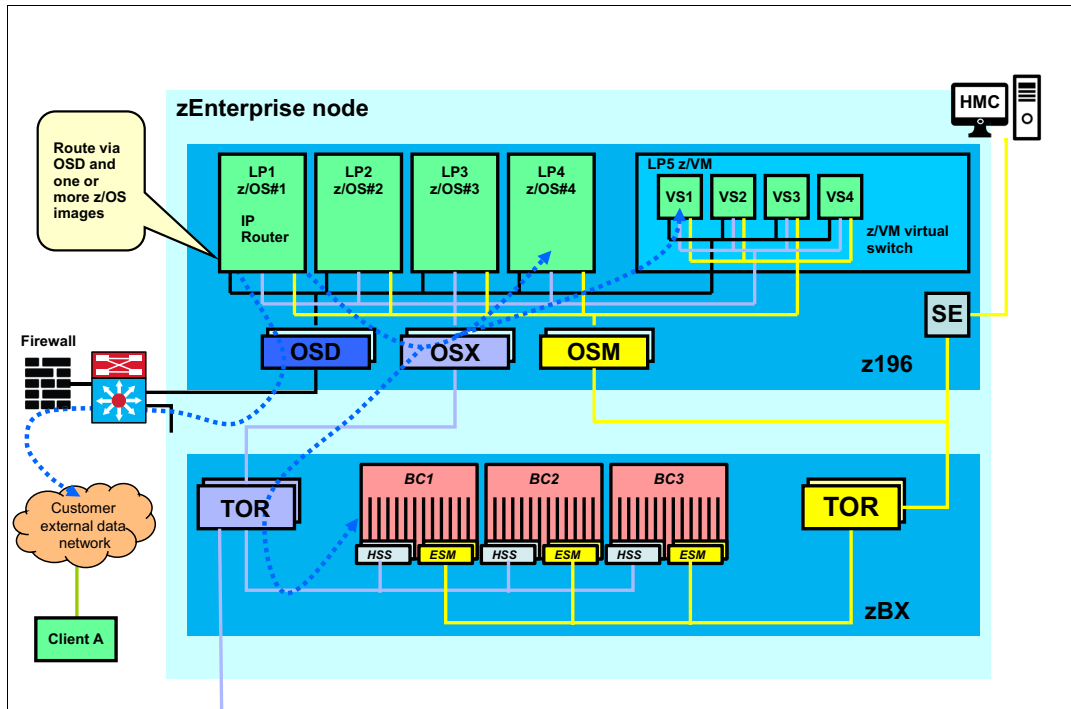 zEnterprise node
HMC
Route via
OSD and
one or
more z/OS
images
LP1
z/OS#1
IP
Router
LP2
z/OS#2
LP3
z/OS#3
LP4
z/OS#4
LP5 z/VM
VS1
VS2
VS3
VS4
z/VM virtual
switch
SE
OSD
OSX
OSM
z196
Firewall
Customer
external data
network
Client A
TOR
BC1
BC2
BC3
HSS
ESM
HSS
ESM
HSS
ESM
TOR
zBX